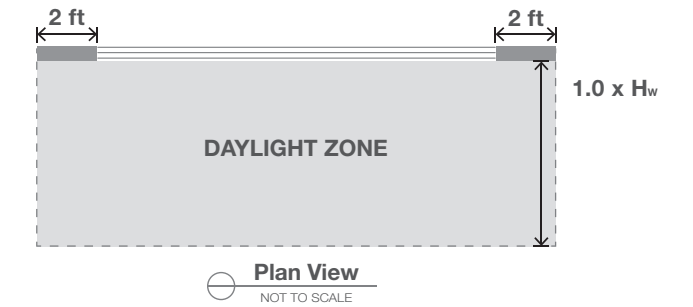 2 ft 2 ft
1.0 x Hw
DAYLIGHT ZONE
Plan View
NOT TO SCALE